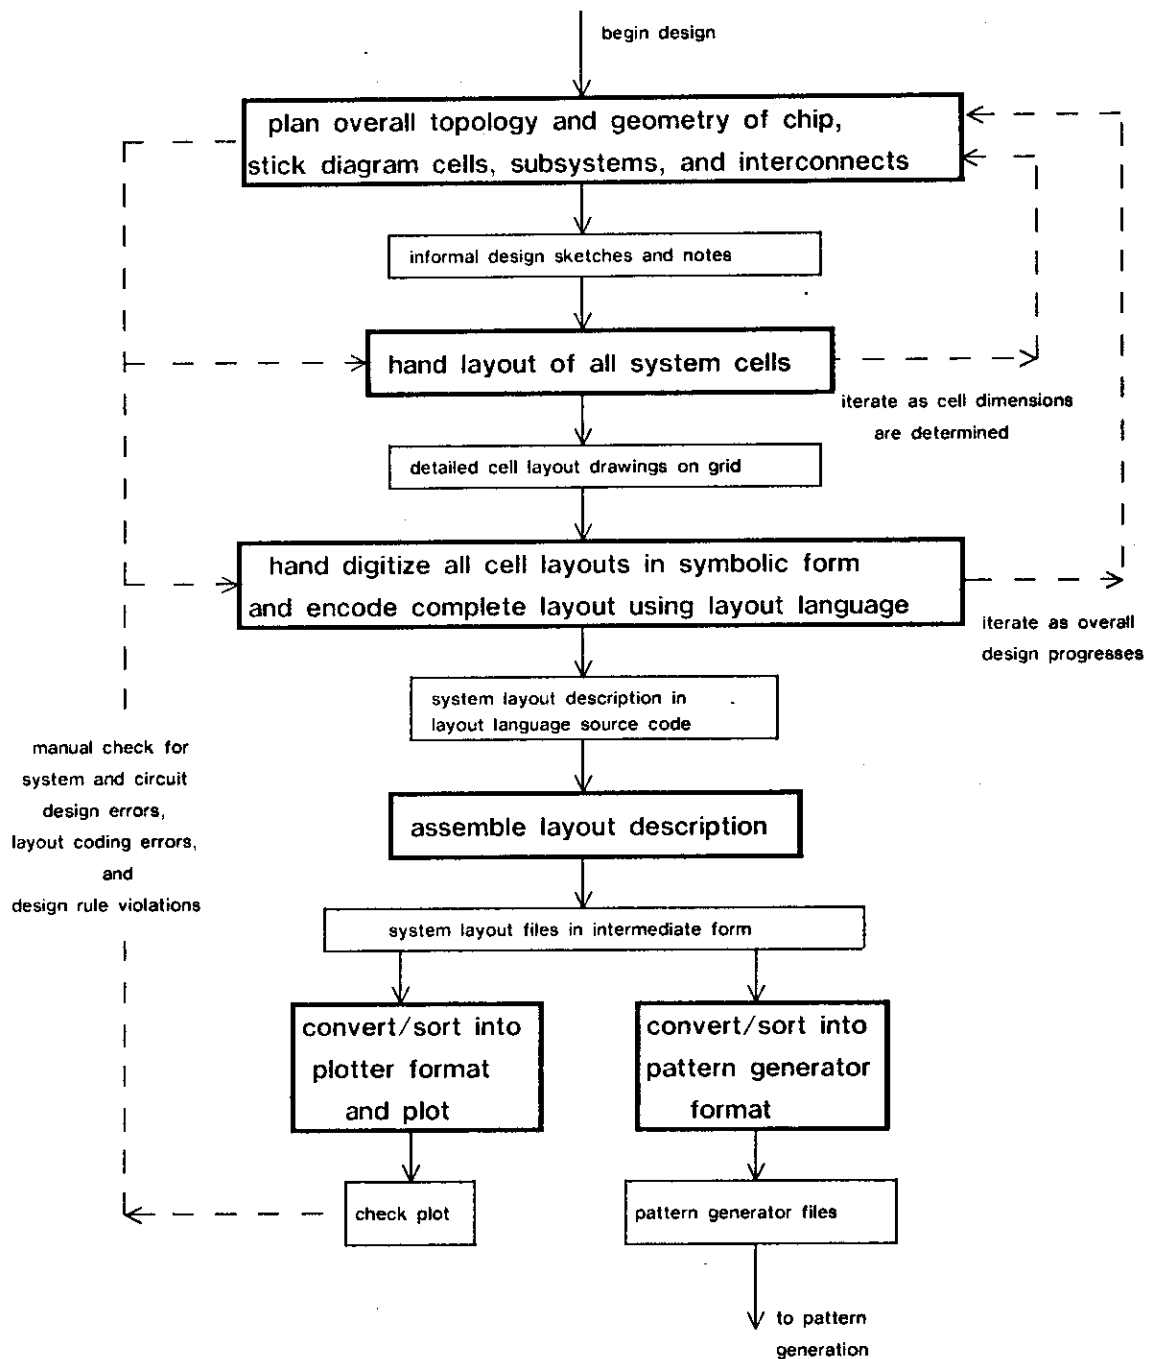 begin design
plan overall topology and geometry of chip,
stick diagram cells, subsystems, and interconnects
informal design sketches and notes
hand layout of all system cells
iterate as cell dimensions
are determined
detailed cell layout drawings on grid
hand digitize all cell layouts in symbolic form
and encode complete layout using layout language
iterate as overall
design progresses
system layout description in
layout language source code
manual check for
system and circuit
design errors,
layout coding errors,
and
design rule violations
assemble layout description
system layout files in intermediate form
convert/sort into
plotter format
and plot
convert/sort into
pattern generator
format
check plot
pattern generator files
to pattern
generation